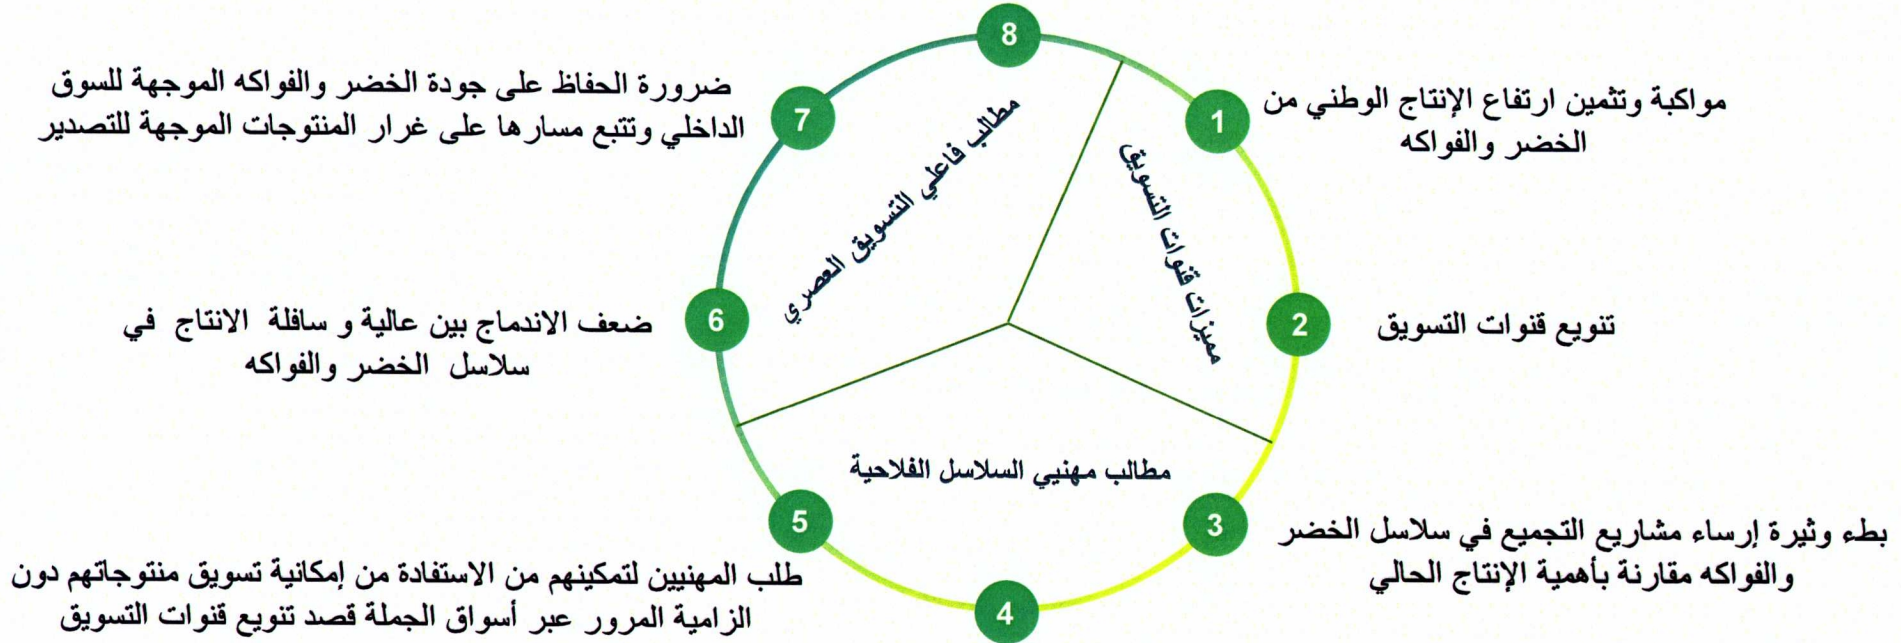 8
1
مواكبة وتثمين ارتفاع الإنتاج الوطني من
الخضر والفواكه
2
تنويع قنوات التسويق
مميزات قنوات التسويق
3
بطء وثيرة إرساء مشاريع التجميع في سلاسل الخضر
والفواكه مقارنة بأهمية الإنتاج الحالي
4
مطالب مهنيي السلاسل الفلاحية
5
طلب المهنيين لتمكينهم من الاستفادة من إمكانية تسويق منتوجاتهم دون
الزامية المرور عبر أسواق الجملة قصد تنويع قنوات التسويق
6
ضعف الاندماج بين عالية و سافلة الانتاج في
سلاسل الخضر والفواكه
7
ضرورة الحفاظ على جودة الخضر والفواكه الموجهة للسوق
الداخلي وتتبع مسارها على غرار المنتوجات الموجهة للتصدير
مطالب فاعلي التسويق العصري